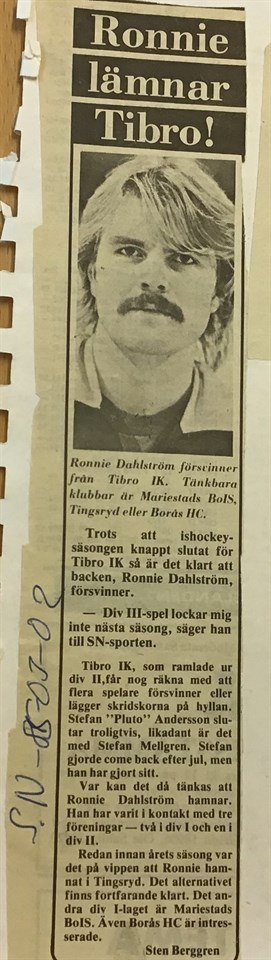 Ronnie
lämnar
Tibro!
Ronnie Dahlström försvinner
från Tibro IK. Tänkbara
klubbar är Mariestads BoIS,
Tingsryd eller Borås HC.
Trots att ishockey-
säsongen knappt slutat för
Tibro IK så är det klart att
backen, Ronnie Dahlström,
försvinner.
— Div III-spel lockar mig
inte nästa säsong, säger han
till SN-sporten.
Tibro IK, som ramlade ur
div II,får nog räkna med att
flera spelare försvinner eller
lägger skridskorna på hyllan.
Stefan "Pluto" Andersson slu-
tar troligtvis, likadant är det
med Stefan Mellgren. Stefan
gjorde come back efter jul, men
han har gjort sitt.
Var kan det då tänkas att
Ronnie Dahlström hamnar.
Han har varit i kontakt med tre
föreningar — två i div I och en i
div II.
Redan innan årets säsong var
det på vippen att Ronnie ham-
nat i Tingsryd. Det alternativet
finns fortfarande klart. Det an-
dra div I-laget är Mariestads
BoIS. Även Borås HC är intres-
serade.
Sten Berggren